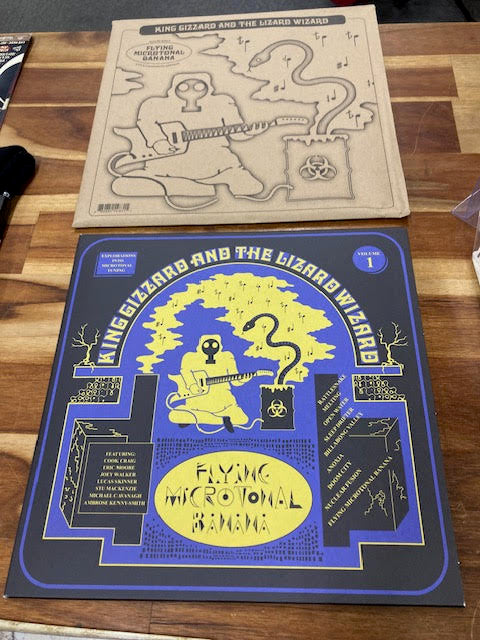 KING GIZZARD AND THE LIZARD WIZARD
FLYING
MICROTONAL
BANANA
EXPLORATIONS
INTO
MICROTONAL
TUNING
VOLUME
1
KING GIZZARD AND THE LIZARD WIZARD
FEATURING:
COOK CRAIG
ERIC MOORE
JOEY WALKER
LUCAS SKINNER
STU MACKENZIE
MICHAEL CAVANAGH
AMBROSE KENNY-SMITH
FLYING
MICROTONAL
BANANA
RATTLESNAKE
MELTING
OPEN WATER
SLEEP DRIFTER
BILLABONG VALLEY
ANOXIA
DOOM CITY
NUCLEAR FUSION
FLYING MICROTONAL BANANA